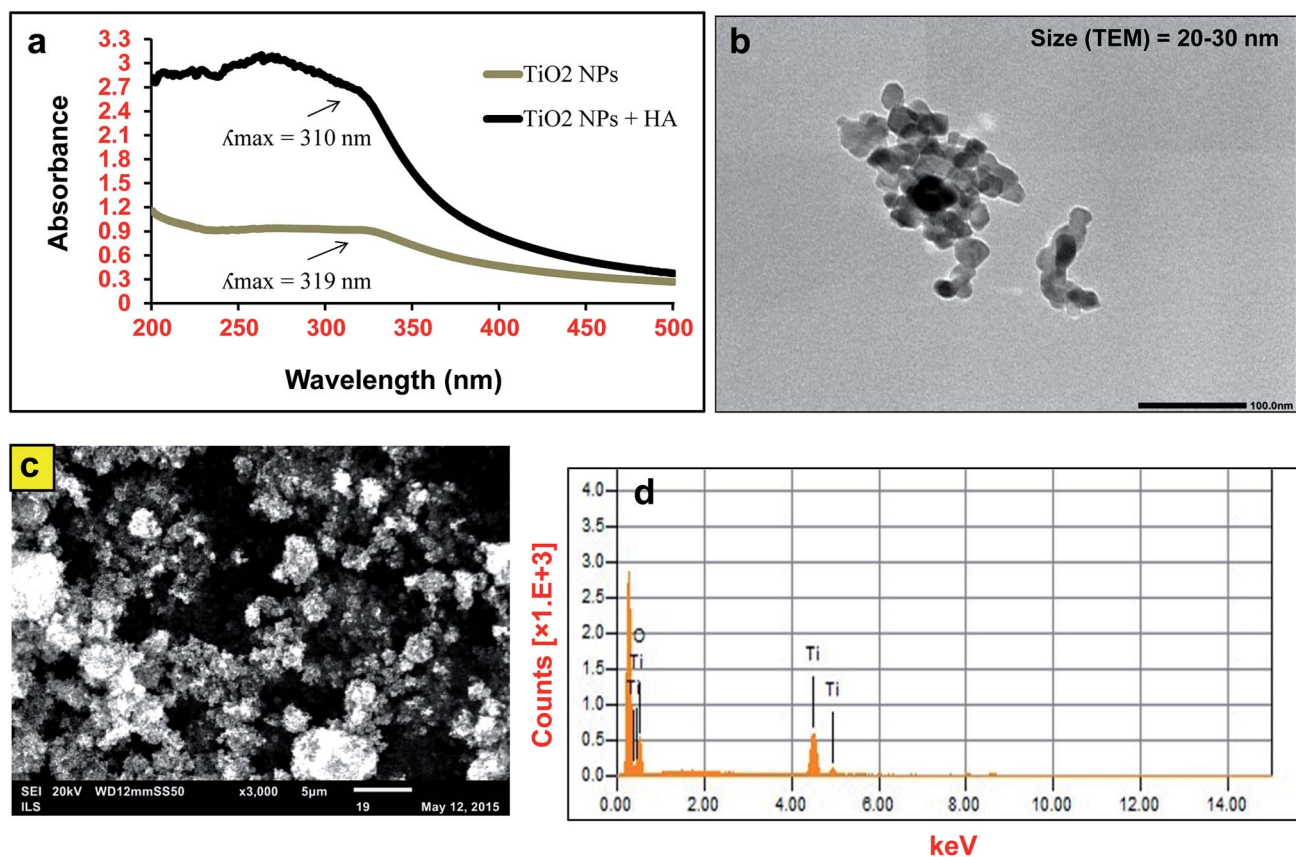 a
3.3
3
2.7
2.4
2.1
1.8
1.5
1.2
0.9
0.6
0.3
0
Absorbance
TiO2 NPs
TiO2 NPs + HA
ʎmax = 310 nm
ʎmax = 319 nm
200 250 300 350 400 450 500
Wavelength (nm)
b
Size (TEM) = 20-30 nm
100.0nm
c
SEI 20kV WD12mmSS50 x3,000 5µm
ILS 19 May 12, 2015
d
4.0
3.5
3.0
2.5
2.0
1.5
1.0
0.5
0.0
Counts [×1.E+3]
O
Ti
Ti
Ti
Ti
0.00 2.00 4.00 6.00 8.00 10.00 12.00 14.00
keV